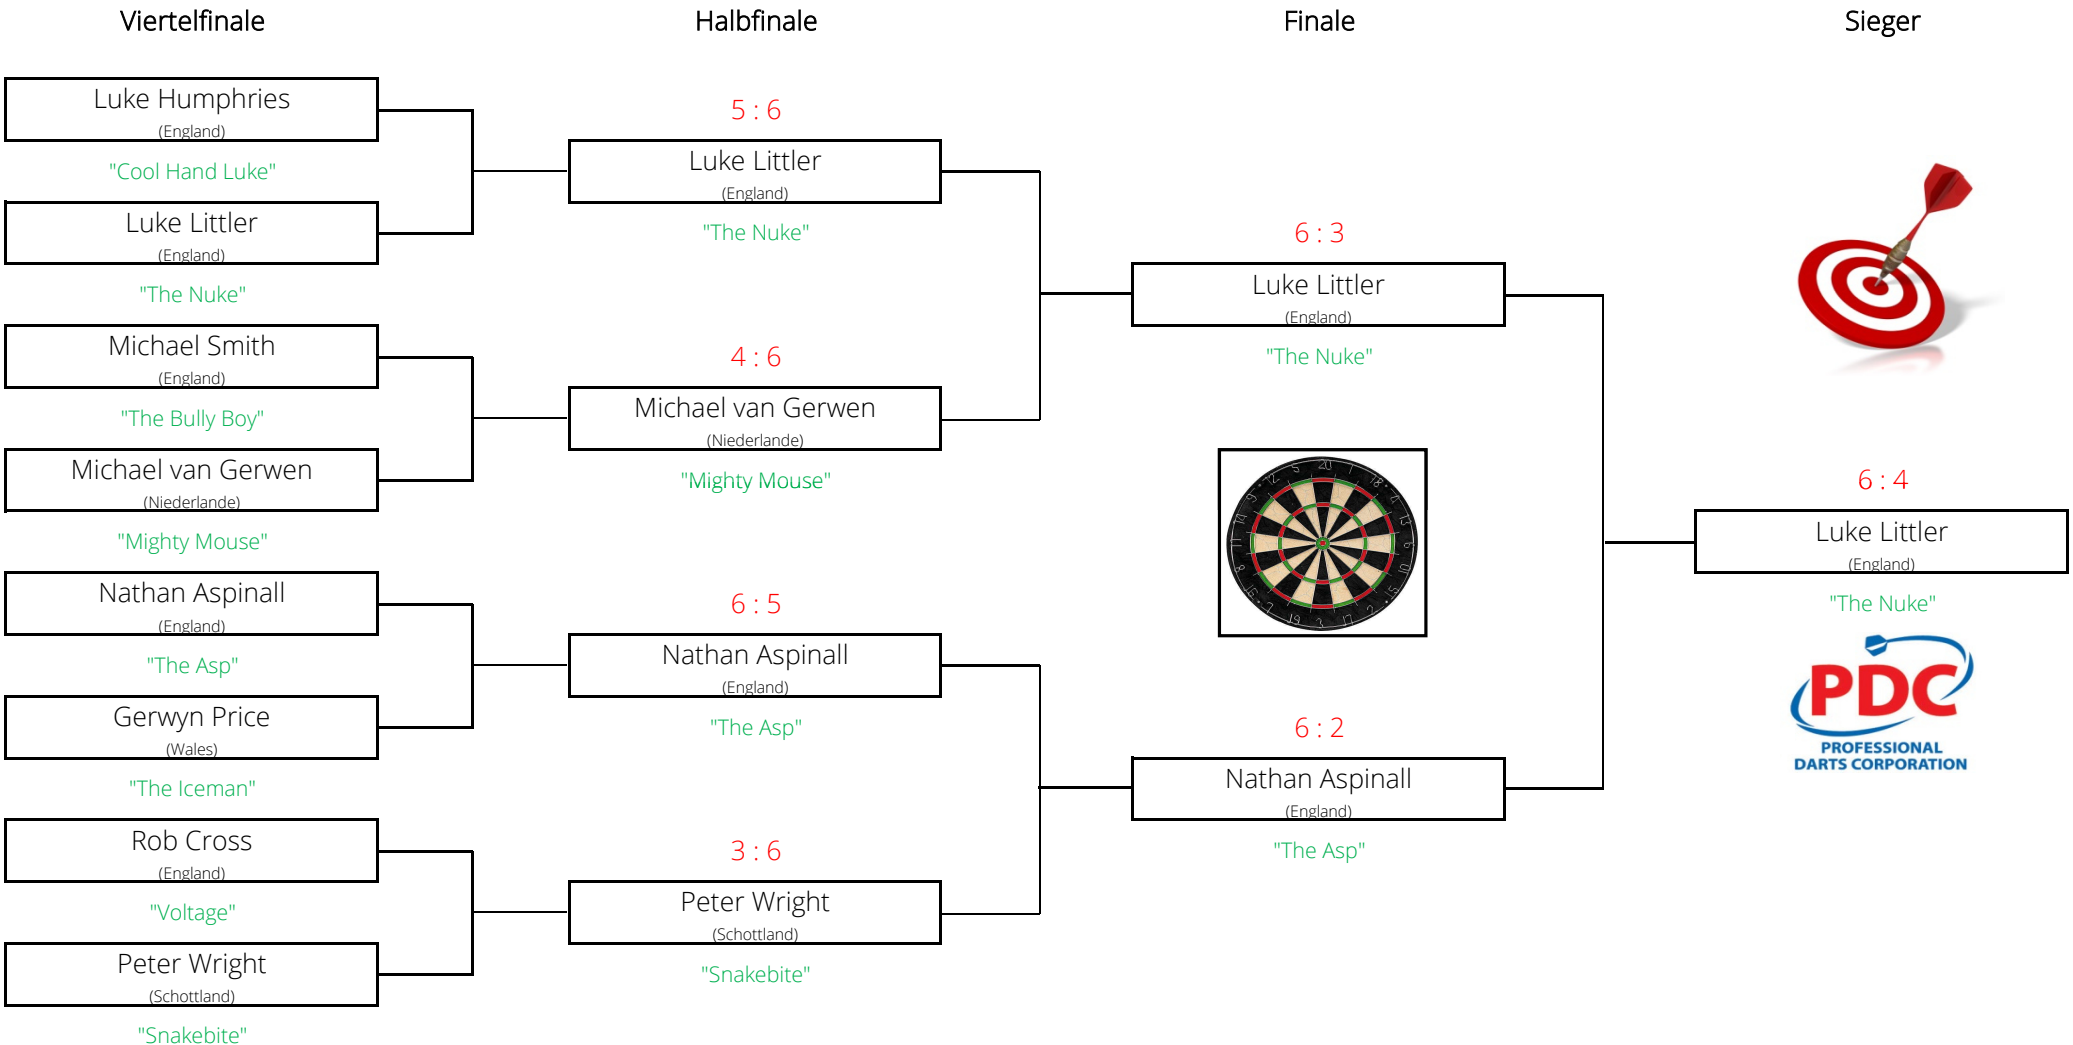 Viertelfinale
Halbfinale
Finale
Sieger
Luke Humphries
(England)
"Cool Hand Luke"
Luke Littler
(England)
"The Nuke"
Michael Smith
(England)
"The Bully Boy"
Michael van Gerwen
(Niederlande)
"Mighty Mouse"
Nathan Aspinall
(England)
"The Asp"
Gerwyn Price
(Wales)
"The Iceman"
Rob Cross
(England)
"Voltage"
Peter Wright
(Schottland)
"Snakebite"
5 : 6
Luke Littler
(England)
"The Nuke"
4 : 6
Michael van Gerwen
(Niederlande)
"Mighty Mouse"
6 : 5
Nathan Aspinall
(England)
"The Asp"
3 : 6
Peter Wright
(Schottland)
"Snakebite"
6 : 3
Luke Littler
(England)
"The Nuke"
6 : 2
Nathan Aspinall
(England)
"The Asp"
6 : 4
Luke Littler
(England)
"The Nuke"
PDC
PROFESSIONAL
DARTS CORPORATION